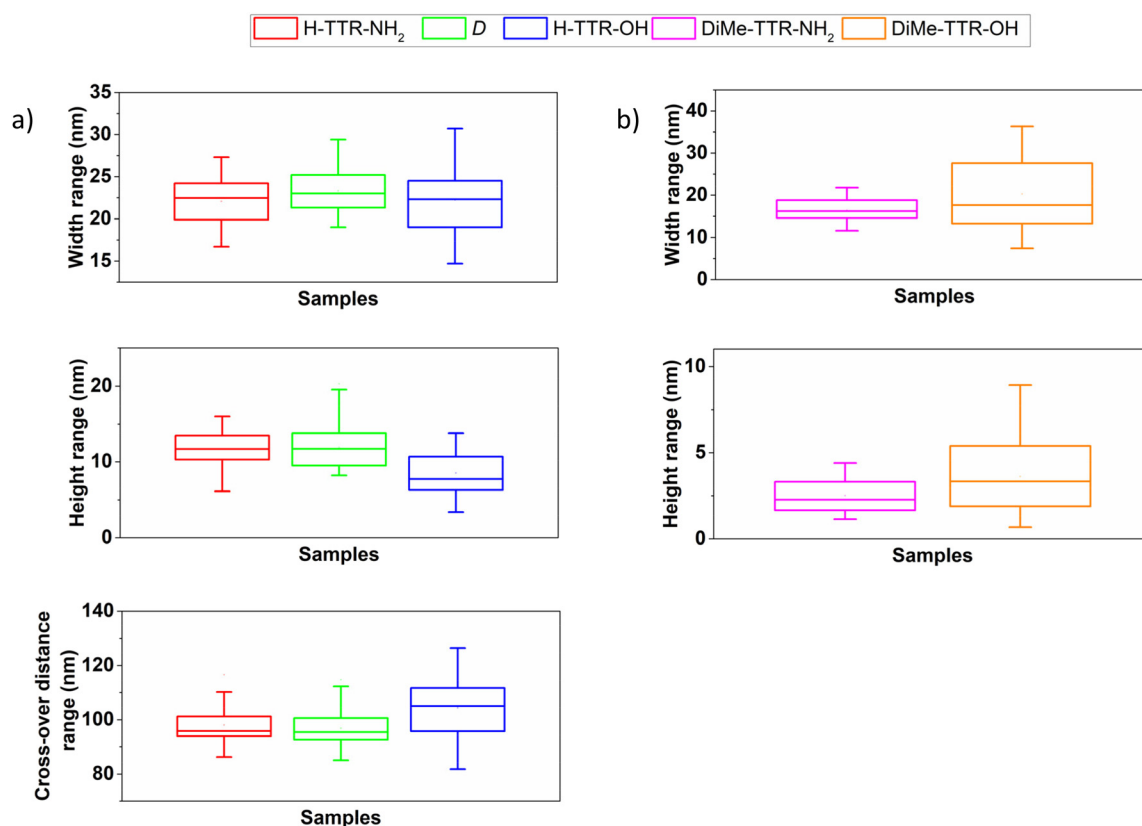 H-TTR-NH2 D H-TTR-OH DiMe-TTR-NH2 DiMe-TTR-OH
a)
Width range (nm)
35
30
25
20
15
Samples
b)
Width range (nm)
40
30
20
10
0
Samples
Height range (nm)
20
10
0
Samples
Height range (nm)
10
5
0
Samples
Cross-over distance
range (nm)
140
120
100
80
Samples